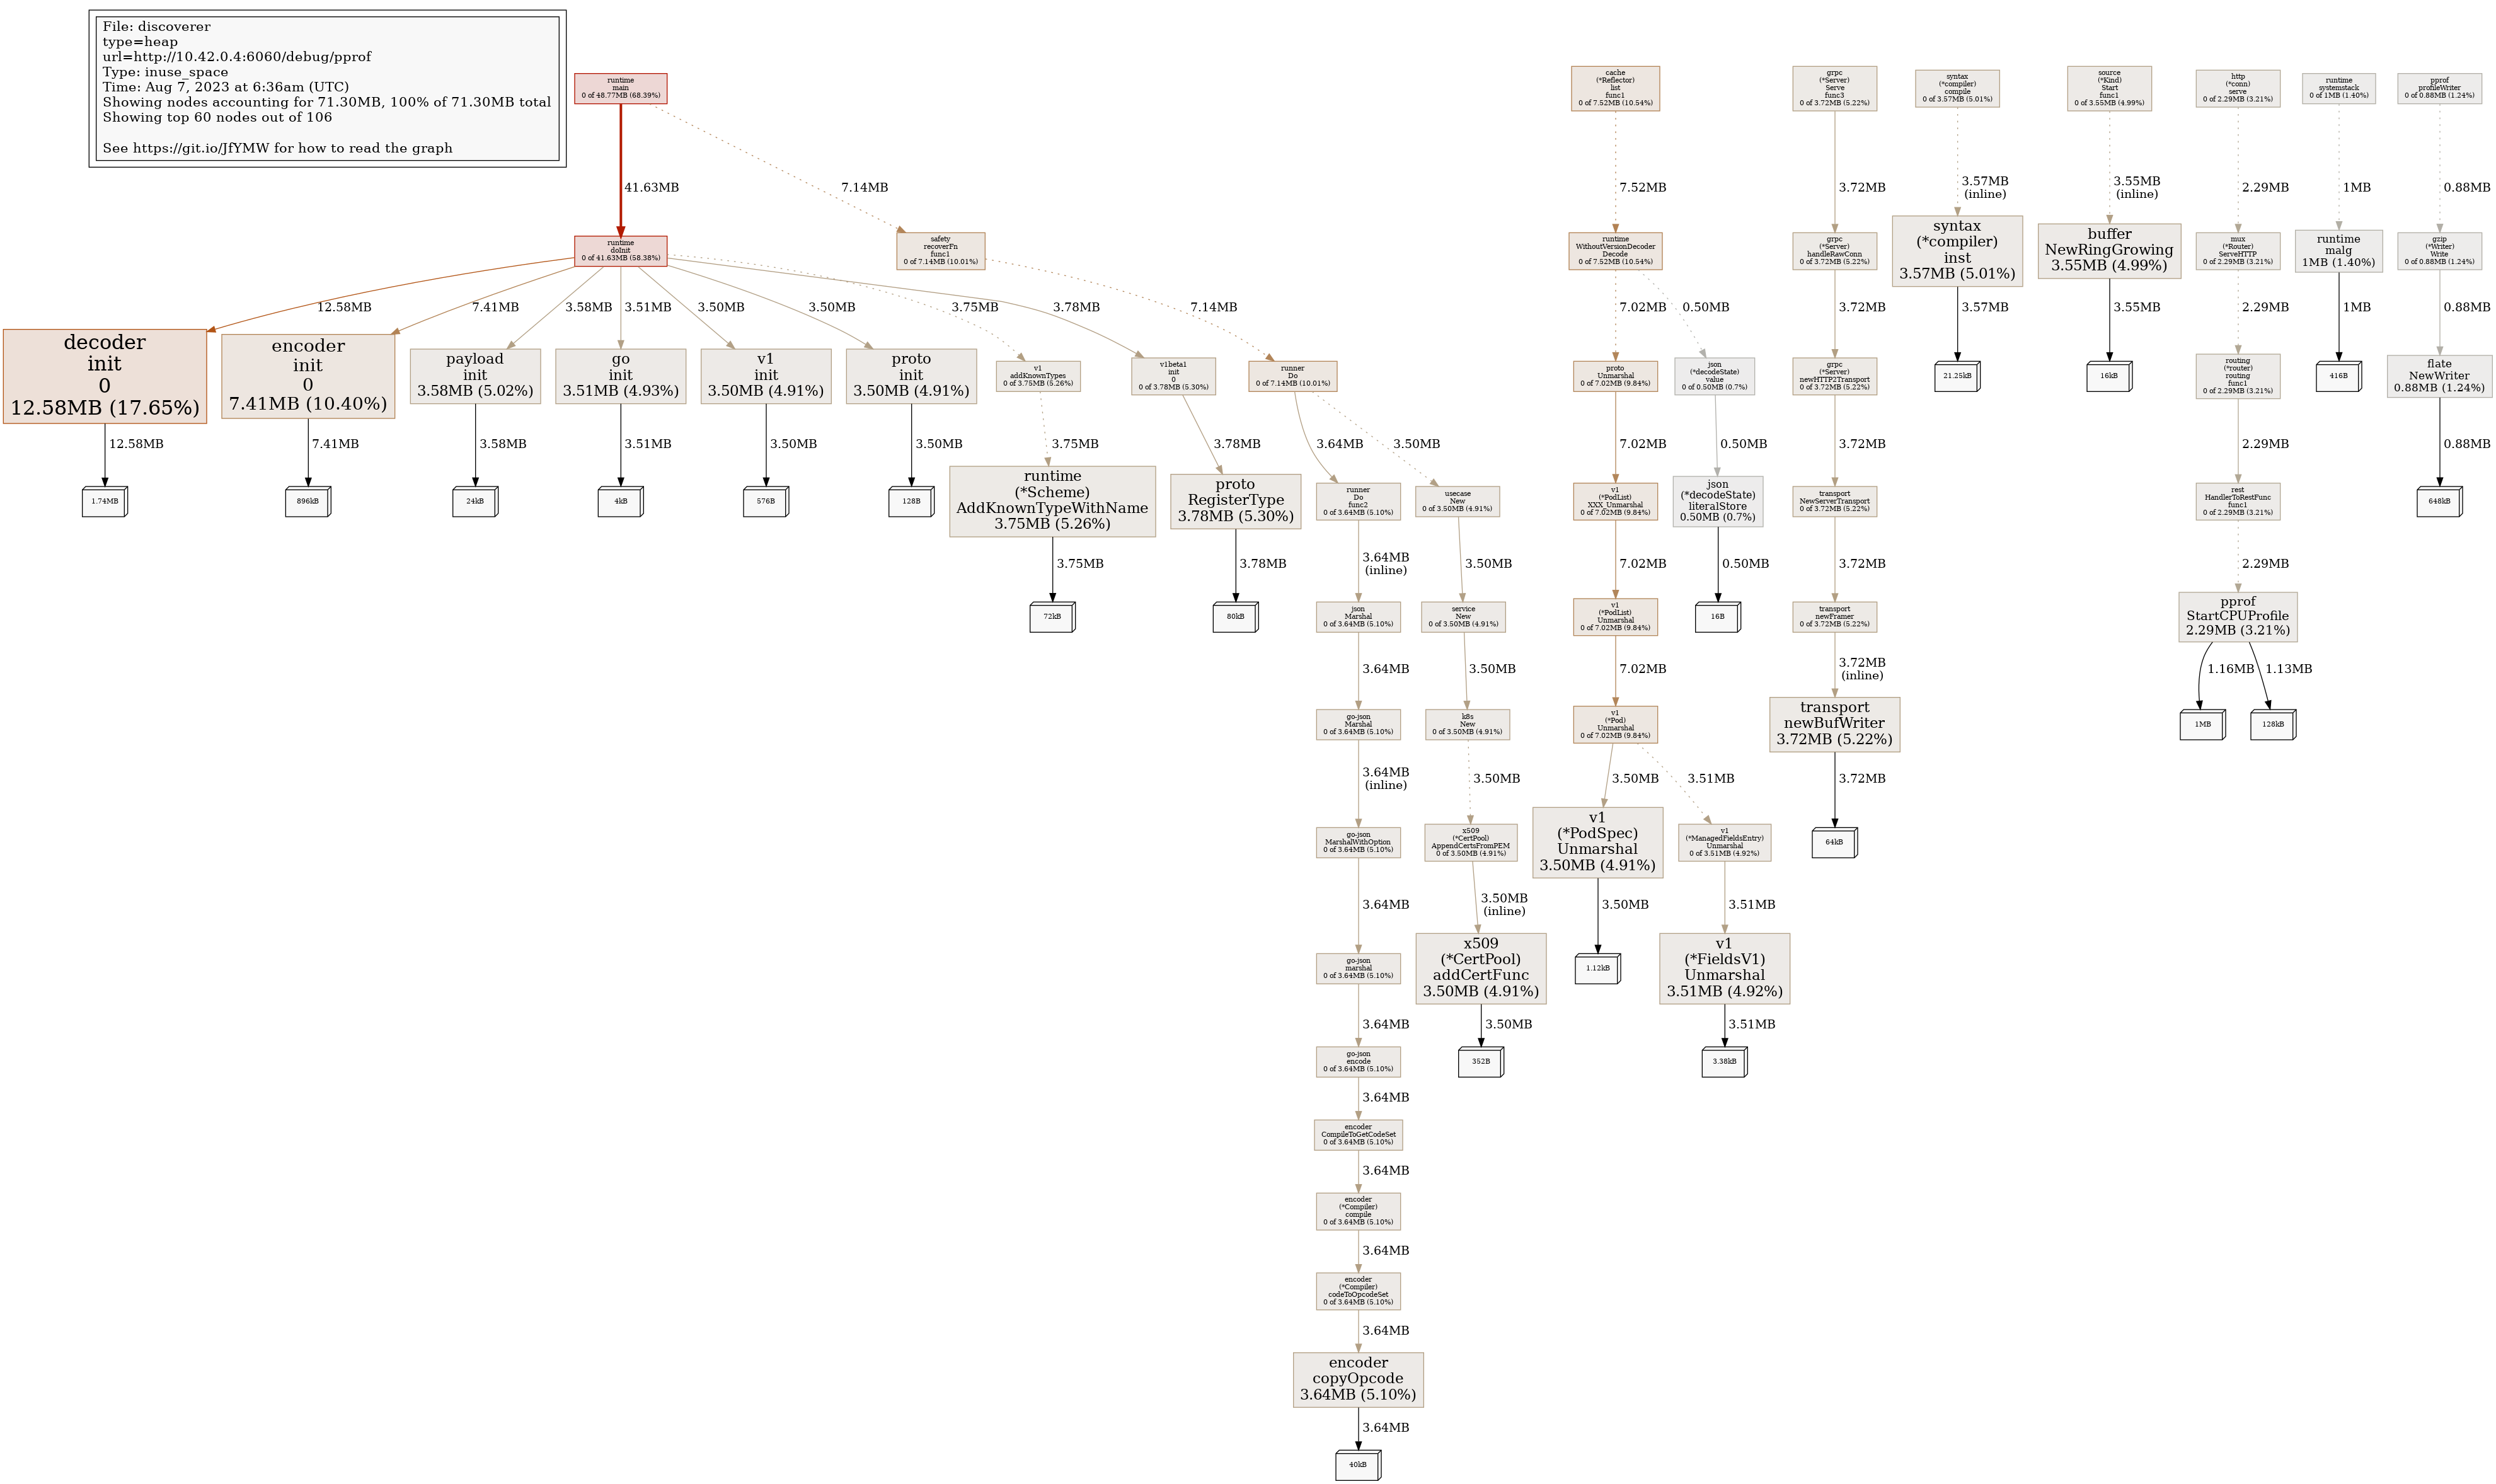 File: discoverer
type=heap
url=http://10.42.0.4:6060/debug/pprof
Type: inuse_space
Time: Aug 7, 2023 at 6:36am (UTC)
Showing nodes accounting for 71.30MB, 100% of 71.30MB total
Showing top 60 nodes out of 106
See https://git.io/JfYMW for how to read the graph
runtime
main
0 of 48.77MB (68.39%)
41.63MB
7.14MB
runtime
doInit
0 of 41.63MB (58.38%)
safety
recoverFn
func1
0 of 7.14MB (10.01%)
12.58MB
7.41MB
3.58MB
3.51MB
3.50MB
3.50MB
3.75MB
3.78MB
7.14MB
decoder
init
0
12.58MB (17.65%)
12.58MB
1.74MB
encoder
init
0
7.41MB (10.40%)
7.41MB
896kB
payload
init
3.58MB (5.02%)
3.58MB
24kB
go
init
3.51MB (4.93%)
3.51MB
4kB
v1
init
3.50MB (4.91%)
3.50MB
576B
proto
init
3.50MB (4.91%)
3.50MB
128B
v1
addKnownTypes
0 of 3.75MB (5.26%)
3.75MB
runtime
(*Scheme)
AddKnownTypeWithName
3.75MB (5.26%)
3.75MB
72kB
v1beta1
init
0
0 of 3.78MB (5.30%)
3.78MB
proto
RegisterType
3.78MB (5.30%)
3.78MB
80kB
runner
Do
0 of 7.14MB (10.01%)
3.64MB
3.50MB
runner
Do
func2
0 of 3.64MB (5.10%)
3.64MB
(inline)
json
Marshal
0 of 3.64MB (5.10%)
3.64MB
go-json
Marshal
0 of 3.64MB (5.10%)
3.64MB
(inline)
go-json
MarshalWithOption
0 of 3.64MB (5.10%)
3.64MB
go-json
marshal
0 of 3.64MB (5.10%)
3.64MB
go-json
encode
0 of 3.64MB (5.10%)
3.64MB
encoder
CompileToGetCodeSet
0 of 3.64MB (5.10%)
3.64MB
encoder
(*Compiler)
compile
0 of 3.64MB (5.10%)
3.64MB
encoder
(*Compiler)
codeToOpcodeSet
0 of 3.64MB (5.10%)
3.64MB
encoder
copyOpcode
3.64MB (5.10%)
3.64MB
40kB
usecase
New
0 of 3.50MB (4.91%)
3.50MB
service
New
0 of 3.50MB (4.91%)
3.50MB
k8s
New
0 of 3.50MB (4.91%)
3.50MB
x509
(*CertPool)
AppendCertsFromPEM
0 of 3.50MB (4.91%)
3.50MB
(inline)
x509
(*CertPool)
addCertFunc
3.50MB (4.91%)
3.50MB
352B
cache
(*Reflector)
list
func1
0 of 7.52MB (10.54%)
7.52MB
runtime
WithoutVersionDecoder
Decode
0 of 7.52MB (10.54%)
7.02MB
0.50MB
proto
Unmarshal
0 of 7.02MB (9.84%)
7.02MB
v1
(*PodList)
XXX_Unmarshal
0 of 7.02MB (9.84%)
7.02MB
v1
(*PodList)
Unmarshal
0 of 7.02MB (9.84%)
7.02MB
v1
(*Pod)
Unmarshal
0 of 7.02MB (9.84%)
3.50MB
3.51MB
v1
(*PodSpec)
Unmarshal
3.50MB (4.91%)
3.50MB
1.12kB
v1
(*ManagedFieldsEntry)
Unmarshal
0 of 3.51MB (4.92%)
3.51MB
v1
(*FieldsV1)
Unmarshal
3.51MB (4.92%)
3.51MB
3.38kB
json
(*decodeState)
value
0 of 0.50MB (0.7%)
0.50MB
json
(*decodeState)
literalStore
0.50MB (0.7%)
0.50MB
16B
grpc
(*Server)
Serve
func3
0 of 3.72MB (5.22%)
3.72MB
grpc
(*Server)
handleRawConn
0 of 3.72MB (5.22%)
3.72MB
grpc
(*Server)
newHTTP2Transport
0 of 3.72MB (5.22%)
3.72MB
transport
NewServerTransport
0 of 3.72MB (5.22%)
3.72MB
transport
newFramer
0 of 3.72MB (5.22%)
3.72MB
(inline)
transport
newBufWriter
3.72MB (5.22%)
3.72MB
64kB
syntax
(*compiler)
compile
0 of 3.57MB (5.01%)
3.57MB
(inline)
syntax
(*compiler)
inst
3.57MB (5.01%)
3.57MB
21.25kB
source
(*Kind)
Start
func1
0 of 3.55MB (4.99%)
3.55MB
(inline)
buffer
NewRingGrowing
3.55MB (4.99%)
3.55MB
16kB
http
(*conn)
serve
0 of 2.29MB (3.21%)
2.29MB
mux
(*Router)
ServeHTTP
0 of 2.29MB (3.21%)
2.29MB
routing
(*router)
routing
func1
0 of 2.29MB (3.21%)
2.29MB
rest
HandlerToRestFunc
func1
0 of 2.29MB (3.21%)
2.29MB
pprof
StartCPUProfile
2.29MB (3.21%)
1.16MB
1.13MB
1MB
128kB
runtime
systemstack
0 of 1MB (1.40%)
1MB
runtime
malg
1MB (1.40%)
1MB
416B
pprof
profileWriter
0 of 0.88MB (1.24%)
0.88MB
gzip
(*Writer)
Write
0 of 0.88MB (1.24%)
0.88MB
flate
NewWriter
0.88MB (1.24%)
0.88MB
648kB